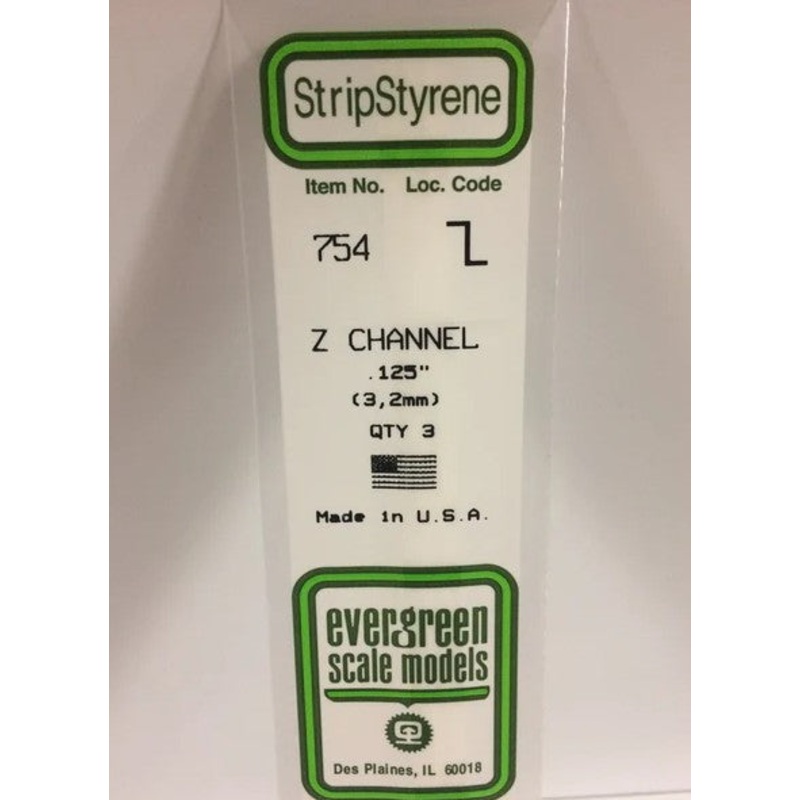 StripStyrene
Item No. Loc. Code
754
Z CHANNEL
.125"
(3,2mm)
QTY 3
Made in U.S.A.
evergreen
scale models
Des Plaines, IL 60018